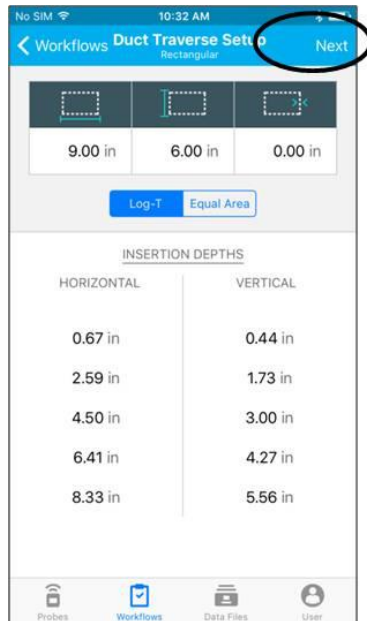 No SIM 10:32 AM
Workflows Duct Traverse Setup Next
Rectangular
9.00 in 6.00 in 0.00 in
Log-T Equal Area
INSERTION DEPTHS
HORIZONTAL VERTICAL
0.67 in 0.44 in
2.59 in 1.73 in
4.50 in 3.00 in
6.41 in 4.27 in
8.33 in 5.56 in
Probes Workflows Data Files User